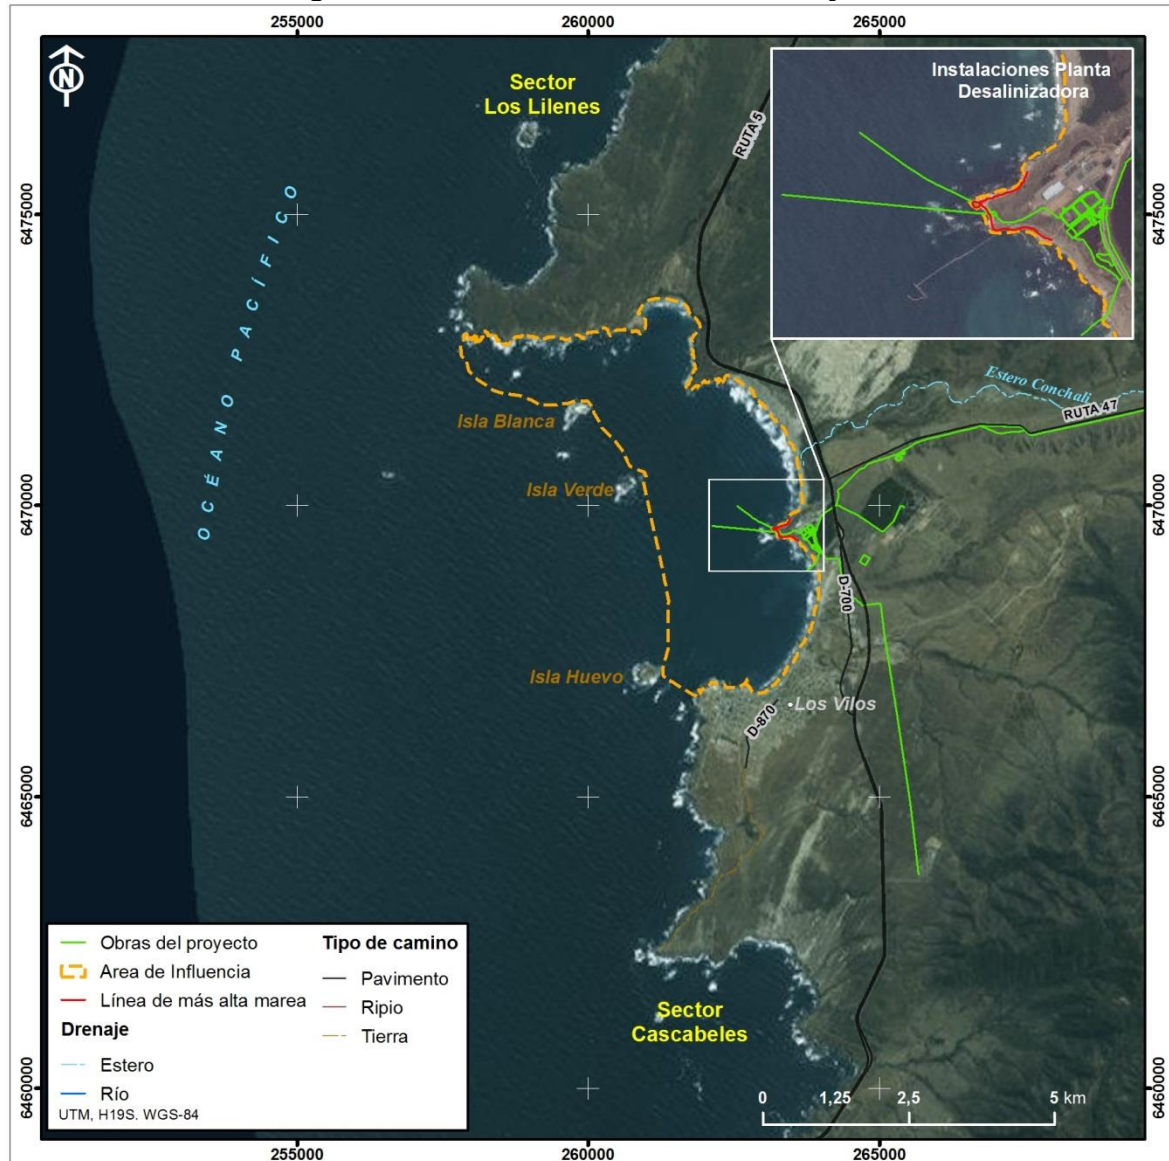 255000
260000
265000
N
Sector
Los Lilenes
RUTA 5
Instalaciones Planta
Desalinizadora
6475000
6475000
OCÉANO PACÍFICO
Estero Conchalí
RUTA 47
Isla Blanca
Isla Verde
6470000
6470000
D-700
Isla Huevo
Los Vilos
D-870
6465000
6465000
Obras del proyecto
Area de Influencia
Línea de más alta marea
Drenaje
Estero
Río
UTM, H19S. WGS-84
Tipo de camino
Pavimento
Ripio
Tierra
Sector
Cascabeles
6460000
6460000
0 1,25 2,5 5 km
255000
260000
265000